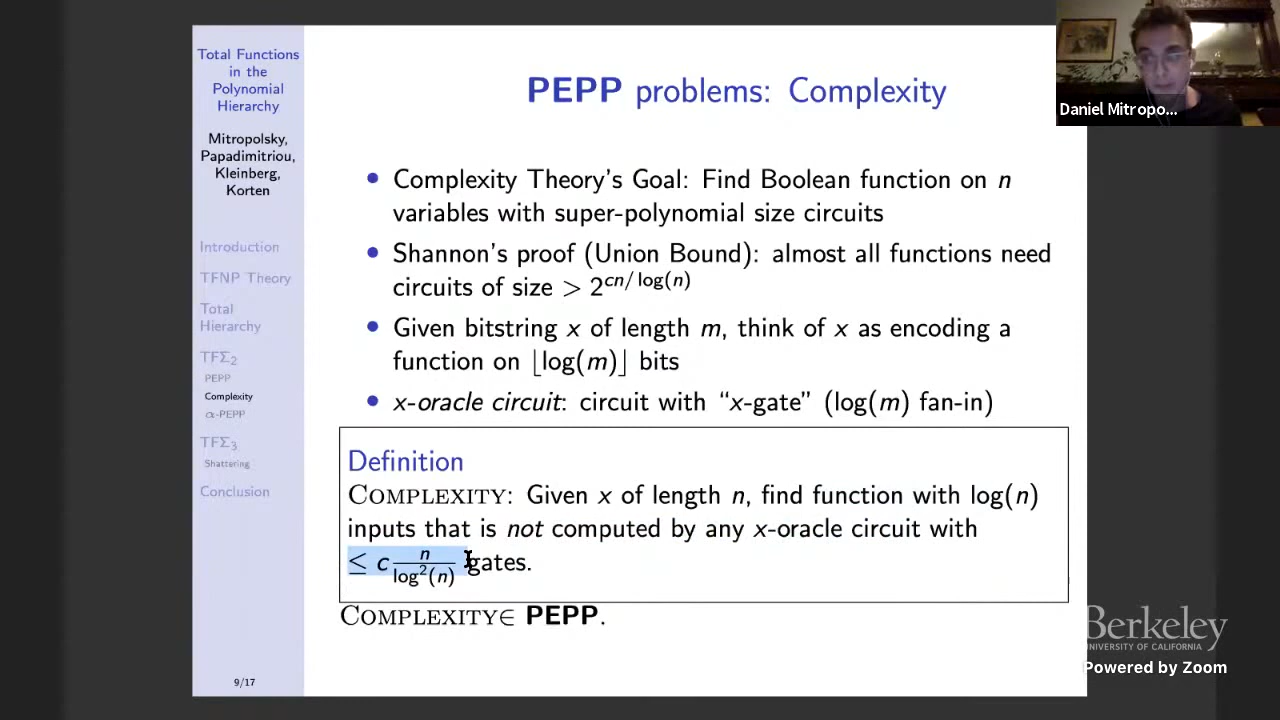 Total Functions
in the
Polynomial
Hierarchy
Mitropolsky,
Papadimitriou,
Kleinberg,
Korten
Introduction
TFNP Theory
Total
Hierarchy
TFΣ₂
PEPP
Complexity
α-PEPP
TFΣ₃
Shattering
Conclusion
9/17
PEPP problems: Complexity
• Complexity Theory's Goal: Find Boolean function on n
variables with super-polynomial size circuits
• Shannon's proof (Union Bound): almost all functions need
circuits of size > 2^{cn/log(n)}
• Given bitstring x of length m, think of x as encoding a
function on ⌊log(m)⌋ bits
• x-oracle circuit: circuit with “x-gate” (log(m) fan-in)
Definition
COMPLEXITY: Given x of length n, find function with log(n)
inputs that is not computed by any x-oracle circuit with
≤ c n/log²(n) gates.
COMPLEXITY∈ PEPP.
Daniel Mitropo...
Berkeley
UNIVERSITY OF CALIFORNIA
Powered by Zoom